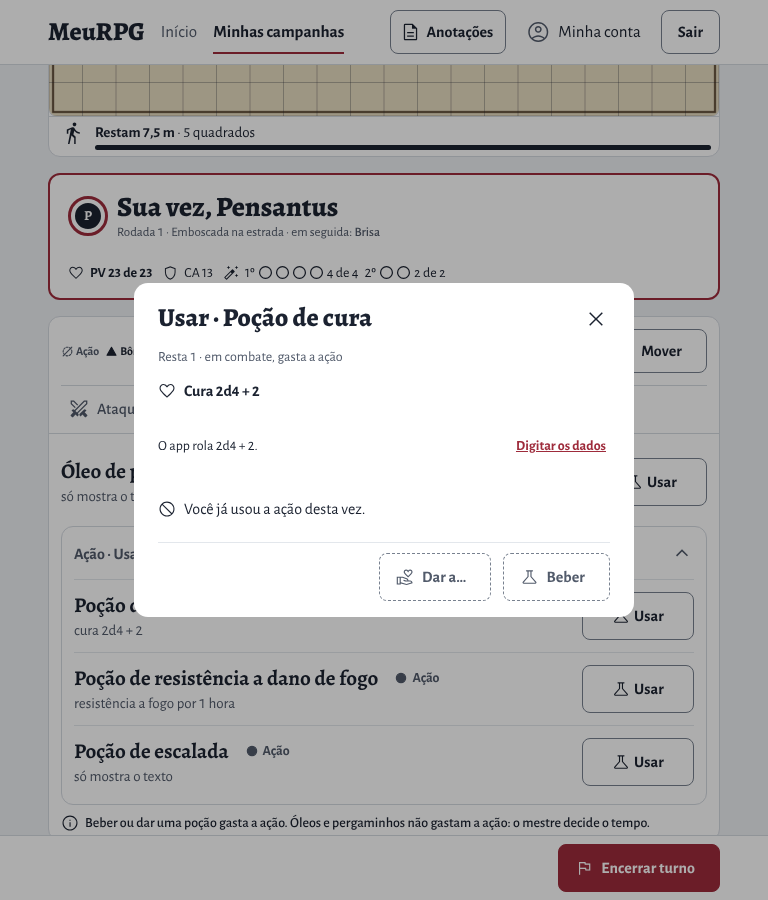 MeuRPG Início Minhas campanhas Anotações Minha conta Sair
Restam 7,5 m · 5 quadrados
P
Sua vez, Pensantus
Rodada 1 · Emboscada na estrada · em seguida: Brisa
PV 23 de 23 CA 13 1º 4 de 4 2º 2 de 2
Usar · Poção de cura
Resta 1 · em combate, gasta a ação
Cura 2d4 + 2
O app rola 2d4 + 2. Digitar os dados
Você já usou a ação desta vez.
Dar a... Beber
Ação Mover
Óleo de
só mostra o Usar
Ação ·
cura 2d4 + 2 Usar
Poção de resistência a dano de fogo Ação
resistência a fogo por 1 hora Usar
Poção de escalada Ação
só mostra o texto Usar
Beber ou dar uma poção gasta a ação. Óleos e pergaminhos não gastam a ação: o mestre decide o tempo.
Encerrar turno